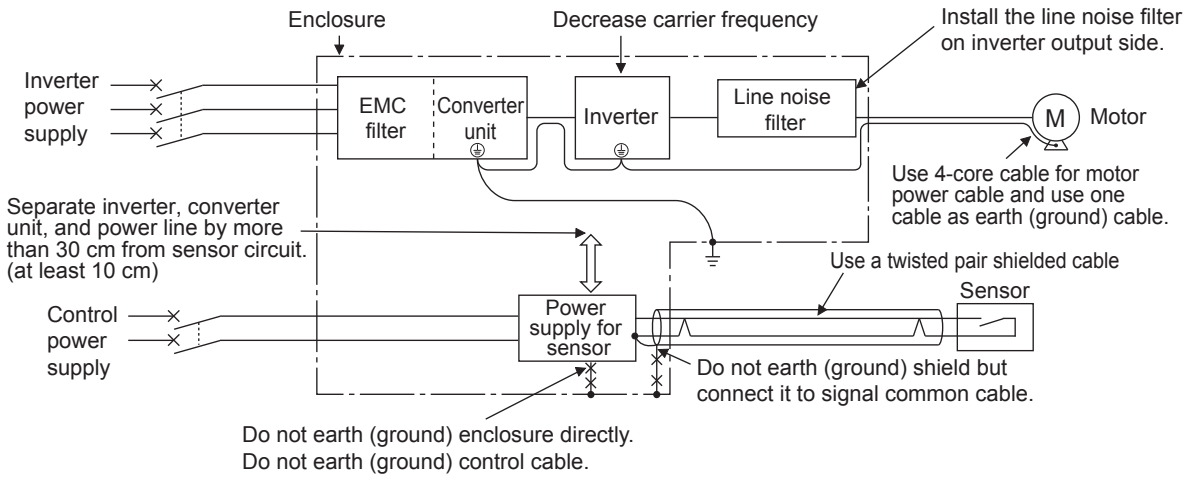 Enclosure
Decrease carrier frequency
Install the line noise filter
on inverter output side.
Inverter
power
supply
EMC
filter
Converter
unit
Inverter
Line noise
filter
M
Motor
Use 4-core cable for motor
power cable and use one
cable as earth (ground) cable.
Separate inverter, converter
unit, and power line by more
than 30 cm from sensor circuit.
(at least 10 cm)
Use a twisted pair shielded cable
Sensor
Control
power
supply
Power
supply for
sensor
Do not earth (ground) shield but
connect it to signal common cable.
Do not earth (ground) enclosure directly.
Do not earth (ground) control cable.